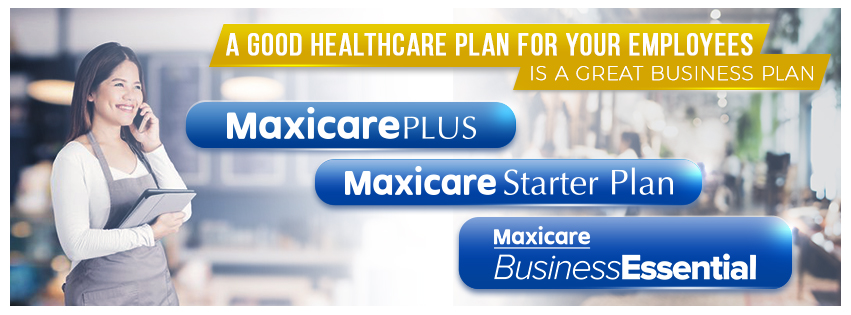 A GOOD HEALTHCARE PLAN FOR YOUR EMPLOYEES
IS A GREAT BUSINESS PLAN
MaxicarePLUS
Maxicare Starter Plan
Maxicare
BusinessEssential